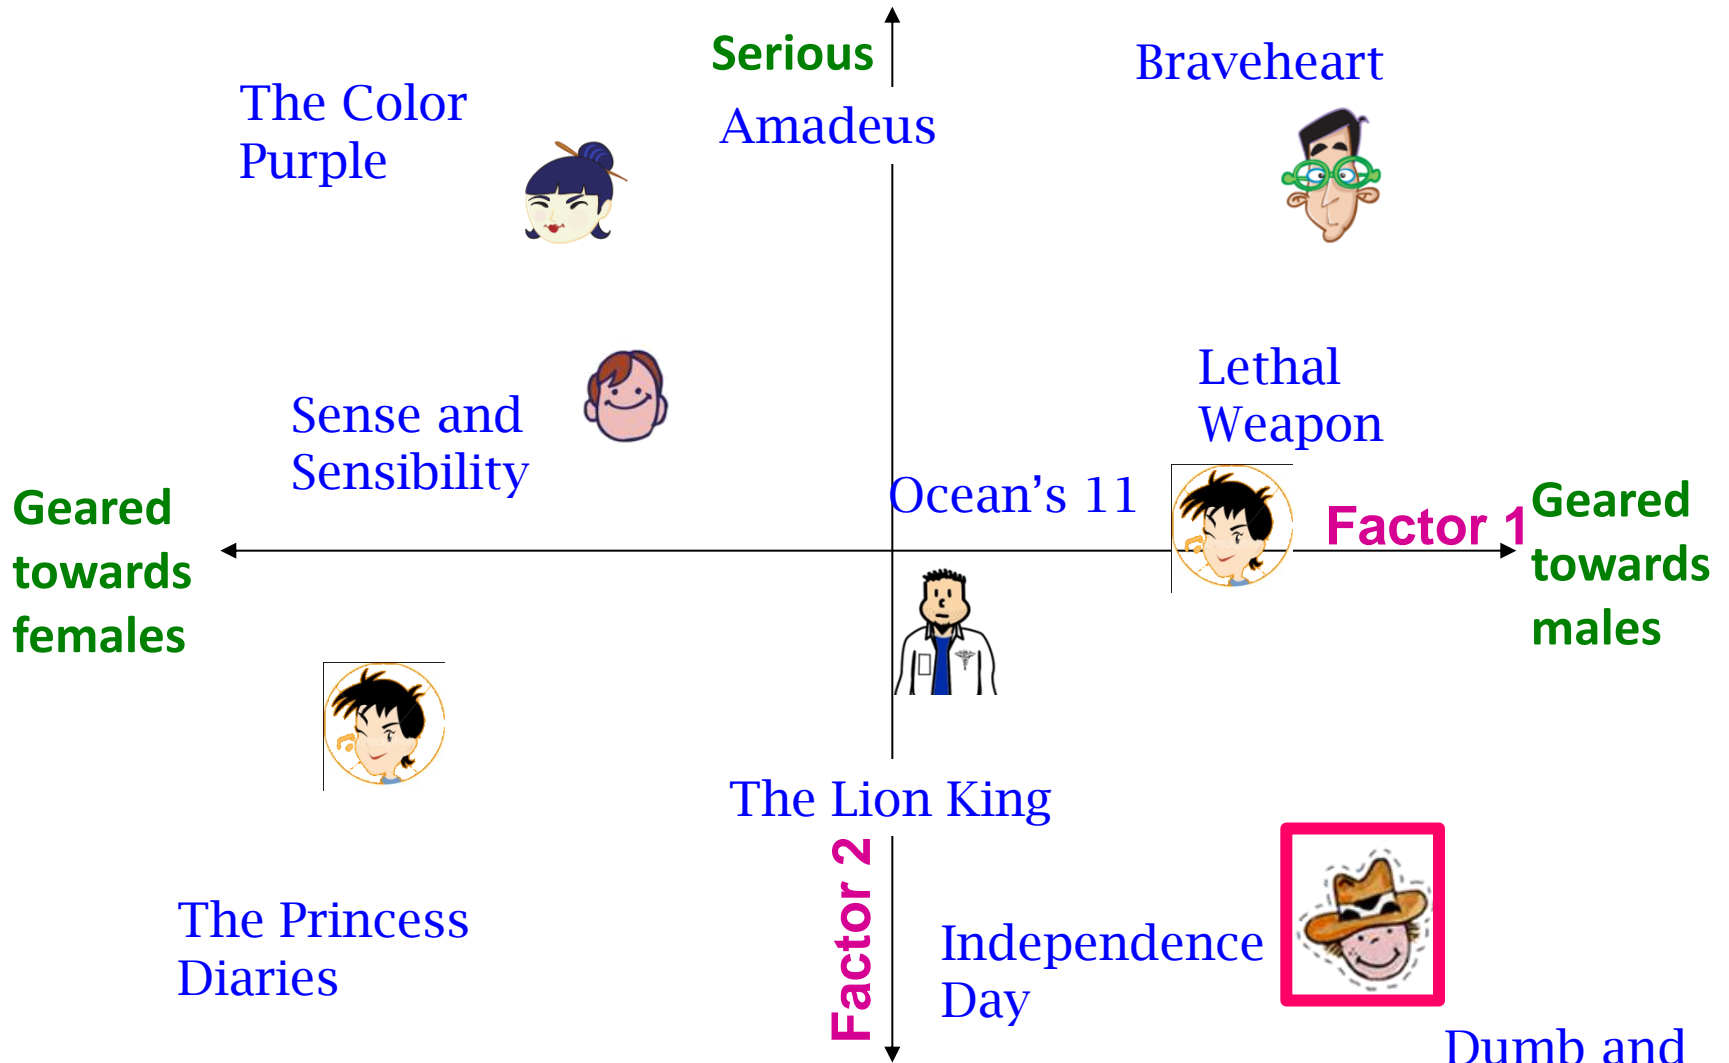 Serious
Braveheart
The Color
Purple
Amadeus
Lethal
Weapon
Sense and
Sensibility
Ocean’s 11
Geared
towards
females
Factor 1
Geared
towards
males
The Lion King
Factor 2
The Princess
Diaries
Independence
Day
Dumb and